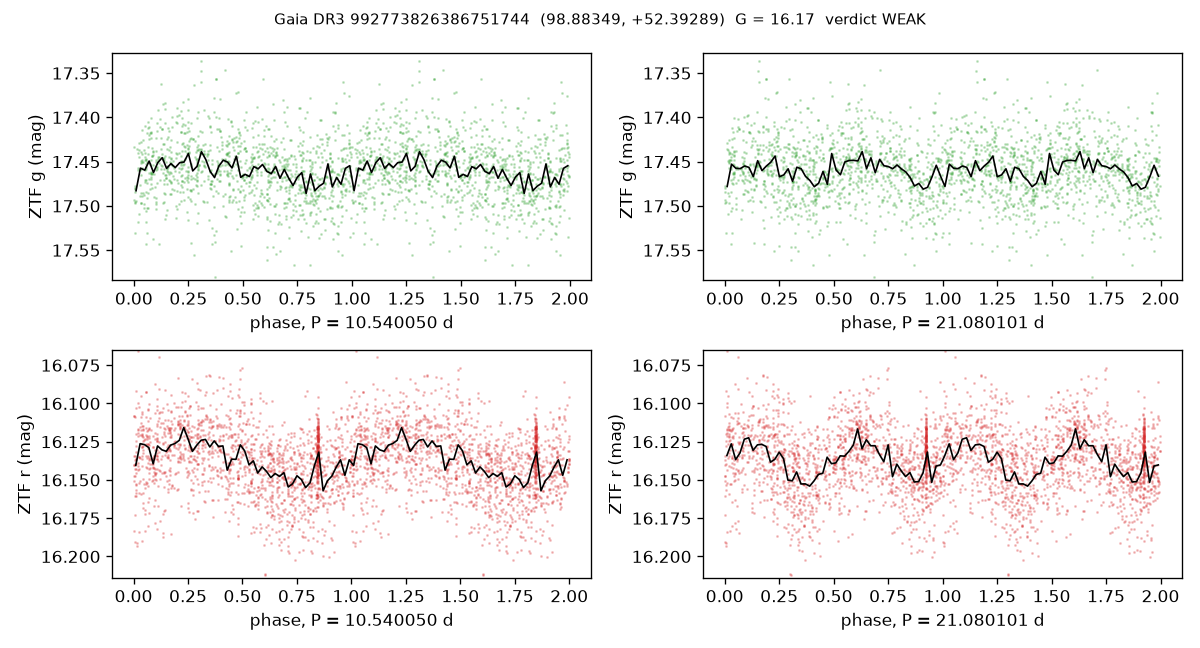 Gaia DR3 992773826386751744 (98.88349, +52.39289) G = 16.17 verdict WEAK
ZTF g (mag)
17.35
17.40
17.45
17.50
17.55
0.00 0.25 0.50 0.75 1.00 1.25 1.50 1.75 2.00
phase, P = 10.540050 d
ZTF g (mag)
17.35
17.40
17.45
17.50
17.55
0.00 0.25 0.50 0.75 1.00 1.25 1.50 1.75 2.00
phase, P = 21.080101 d
ZTF r (mag)
16.075
16.100
16.125
16.150
16.175
16.200
0.00 0.25 0.50 0.75 1.00 1.25 1.50 1.75 2.00
phase, P = 10.540050 d
ZTF r (mag)
16.075
16.100
16.125
16.150
16.175
16.200
0.00 0.25 0.50 0.75 1.00 1.25 1.50 1.75 2.00
phase, P = 21.080101 d